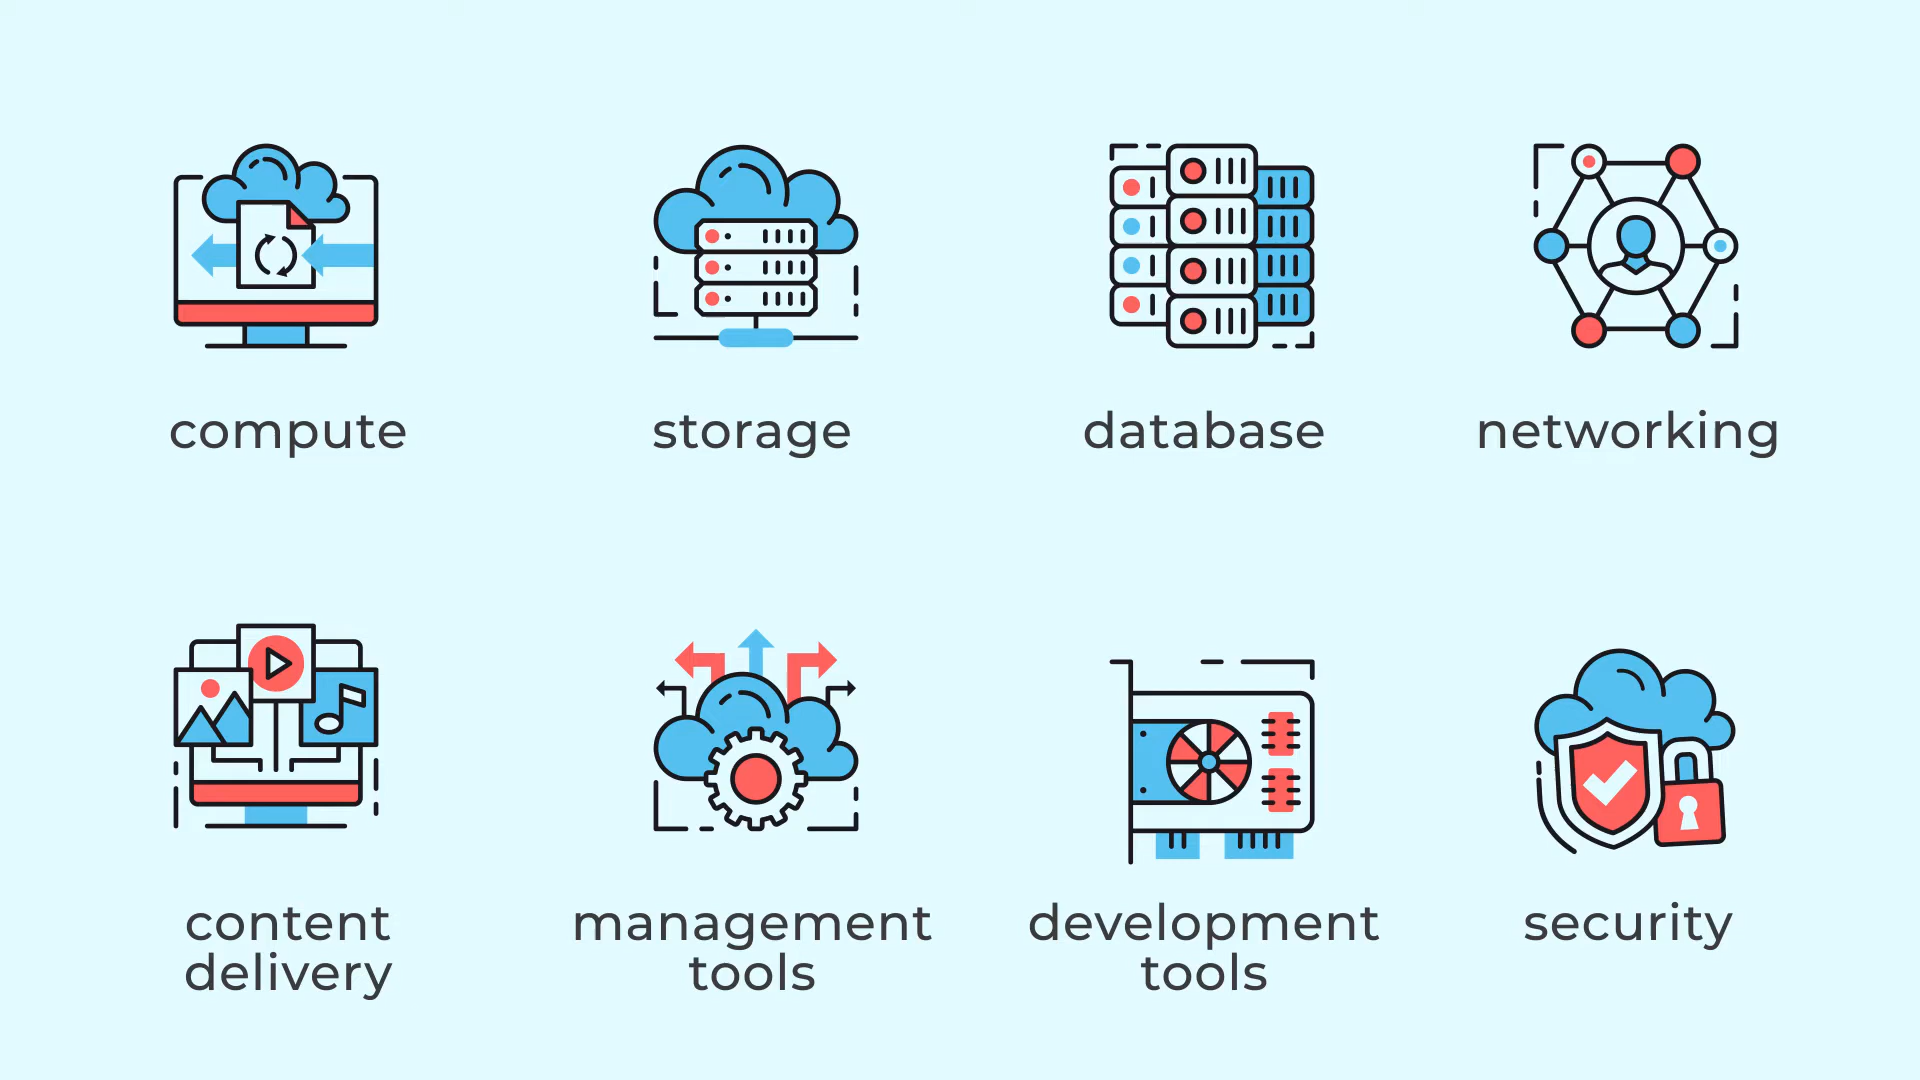 compute
storage
database
networking
content
delivery
management
tools
development
tools
security